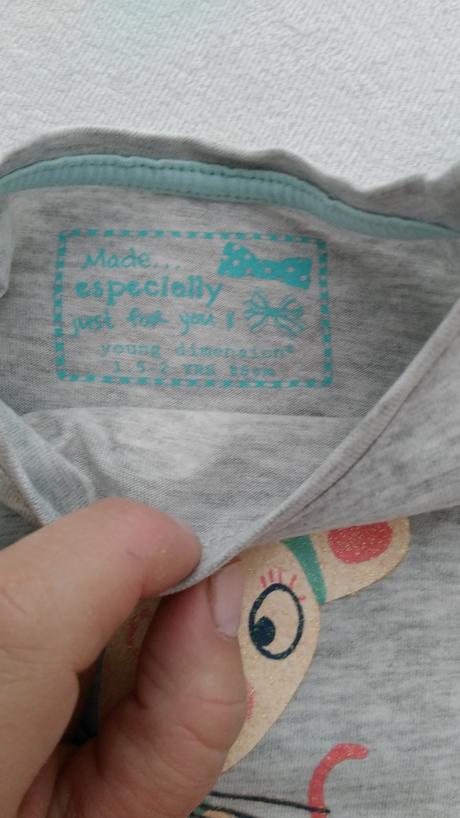 Made...
especially
just for you!
young dimension®
1.5-2 YRS